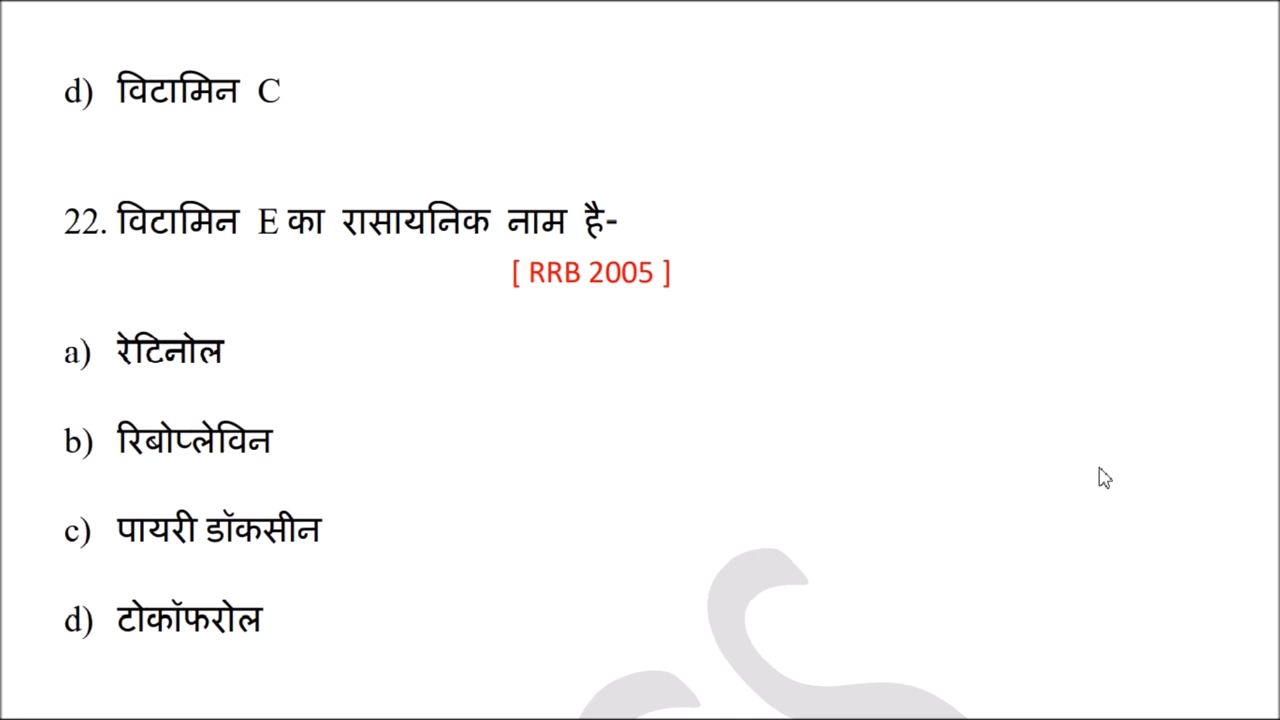 d) विटामिन C
22. विटामिन E का रासायनिक नाम है-
[ RRB 2005 ]
a) रेटिनोल
b) रिबोप्लेविन
c) पायरी डॉकसीन
d) टोकॉफरोल